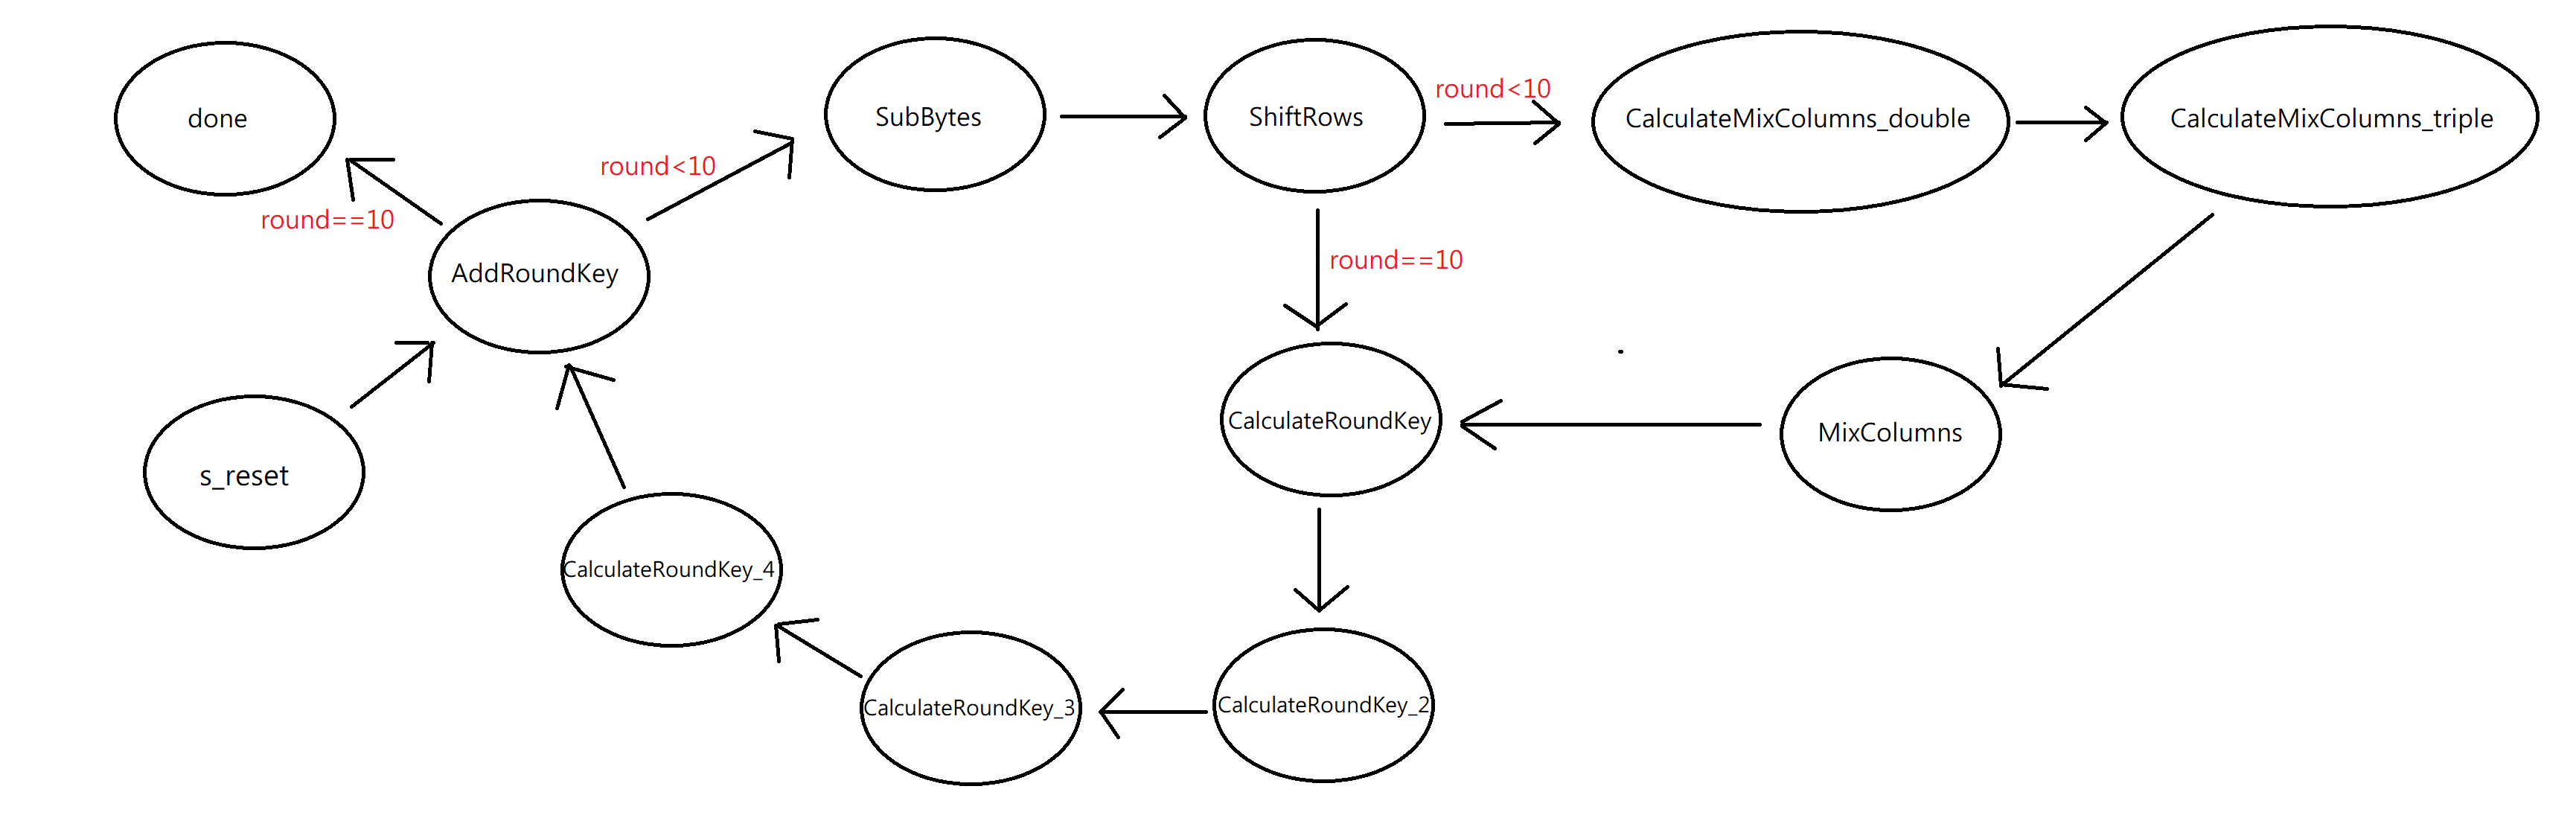 done
SubBytes
ShiftRows
round<10
CalculateMixColumns_double
CalculateMixColumns_triple
round<10
round==10
AddRoundKey
round==10
s_reset
CalculateRoundKey
MixColumns
CalculateRoundKey_4
CalculateRoundKey_3
CalculateRoundKey_2